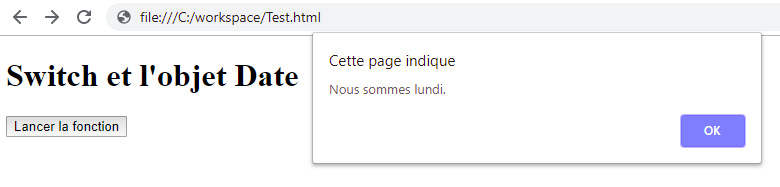 file:///C:/workspace/Test.html
Cette page indique
Switch et l'objet Date
Nous sommes lundi.
Lancer la fonction
OK